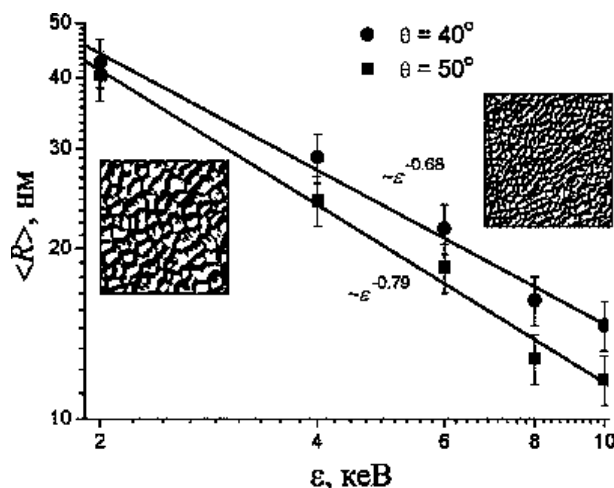 50
40
30
20
10
<R>, нм
θ = 40°
θ = 50°
~ε^-0.68
~ε^-0.79
2
4
6
8
10
ε, кеВ